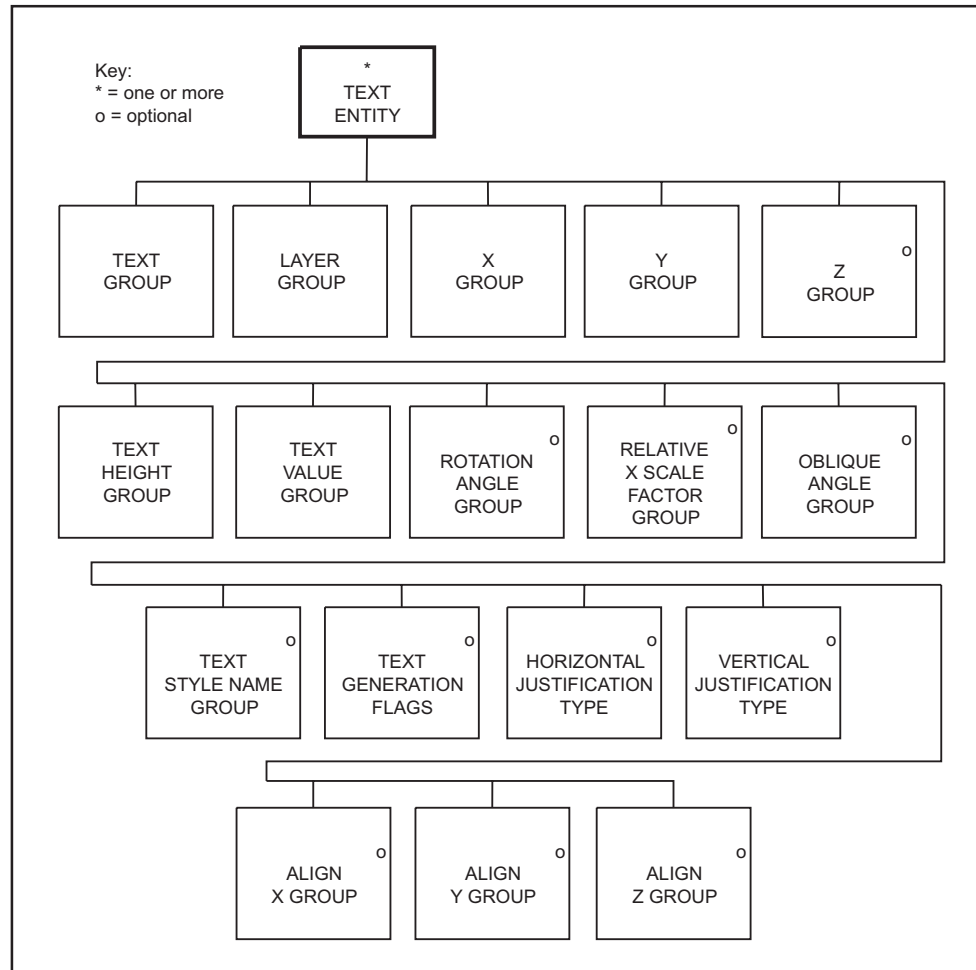 Key:
* = one or more
o = optional
*
TEXT
ENTITY
TEXT
GROUP
LAYER
GROUP
X
GROUP
Y
GROUP
o
Z
GROUP
TEXT
HEIGHT
GROUP
TEXT
VALUE
GROUP
o
ROTATION
ANGLE
GROUP
o
RELATIVE
X SCALE
FACTOR
GROUP
o
OBLIQUE
ANGLE
GROUP
o
TEXT
STYLE NAME
GROUP
o
TEXT
GENERATION
FLAGS
o
HORIZONTAL
JUSTIFICATION
TYPE
o
VERTICAL
JUSTIFICATION
TYPE
o
ALIGN
X GROUP
o
ALIGN
Y GROUP
o
ALIGN
Z GROUP